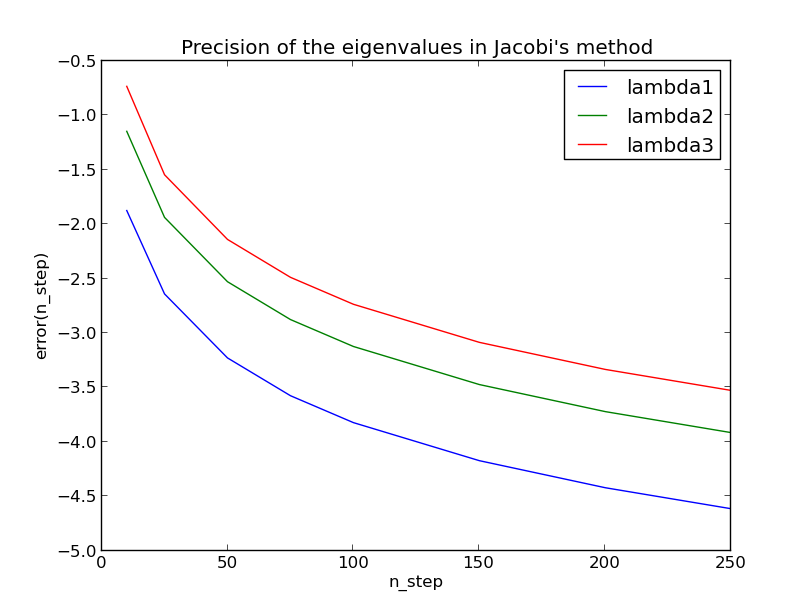 Precision of the eigenvalues in Jacobi's method
lambda1
lambda2
lambda3
error(n_step)
−0.5
−1.0
−1.5
−2.0
−2.5
−3.0
−3.5
−4.0
−4.5
−5.0
0 50 100 150 200 250
n_step